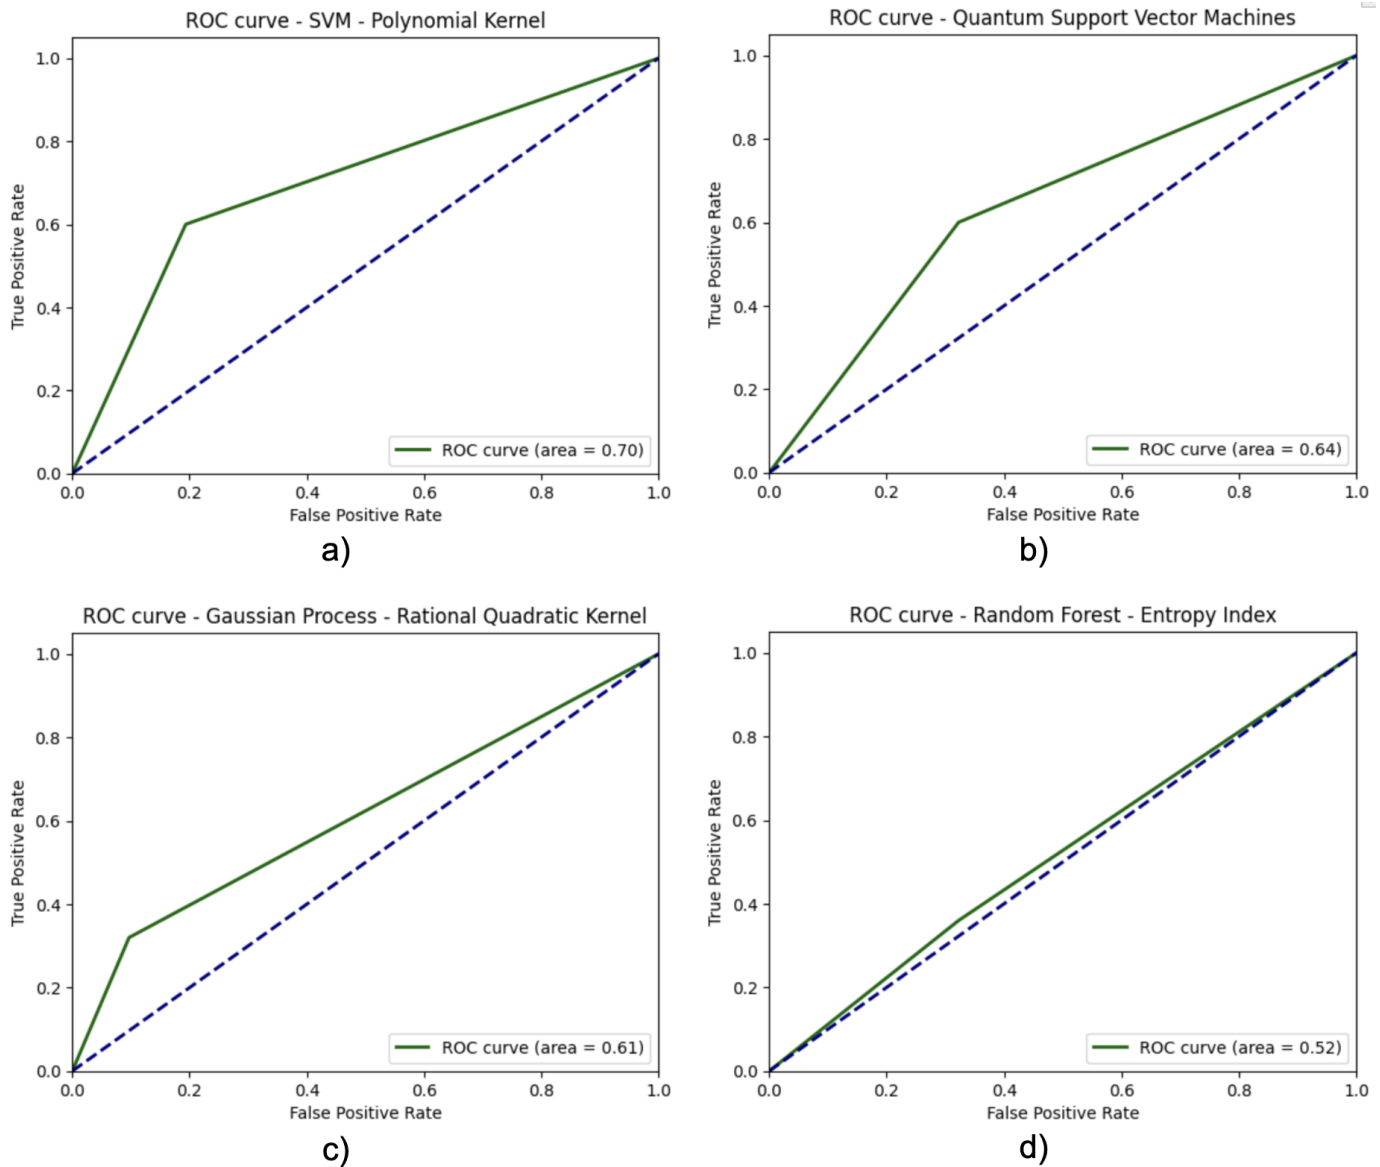 ROC curve - SVM - Polynomial Kernel
1.0
0.8
0.6
0.4
0.2
0.0
True Positive Rate
ROC curve (area = 0.70)
0.0 0.2 0.4 0.6 0.8 1.0
False Positive Rate
a)
ROC curve - Quantum Support Vector Machines
1.0
0.8
0.6
0.4
0.2
0.0
True Positive Rate
ROC curve (area = 0.64)
0.0 0.2 0.4 0.6 0.8 1.0
False Positive Rate
b)
ROC curve - Gaussian Process - Rational Quadratic Kernel
1.0
0.8
0.6
0.4
0.2
0.0
True Positive Rate
ROC curve (area = 0.61)
0.0 0.2 0.4 0.6 0.8 1.0
False Positive Rate
c)
ROC curve - Random Forest - Entropy Index
1.0
0.8
0.6
0.4
0.2
0.0
True Positive Rate
ROC curve (area = 0.52)
0.0 0.2 0.4 0.6 0.8 1.0
False Positive Rate
d)